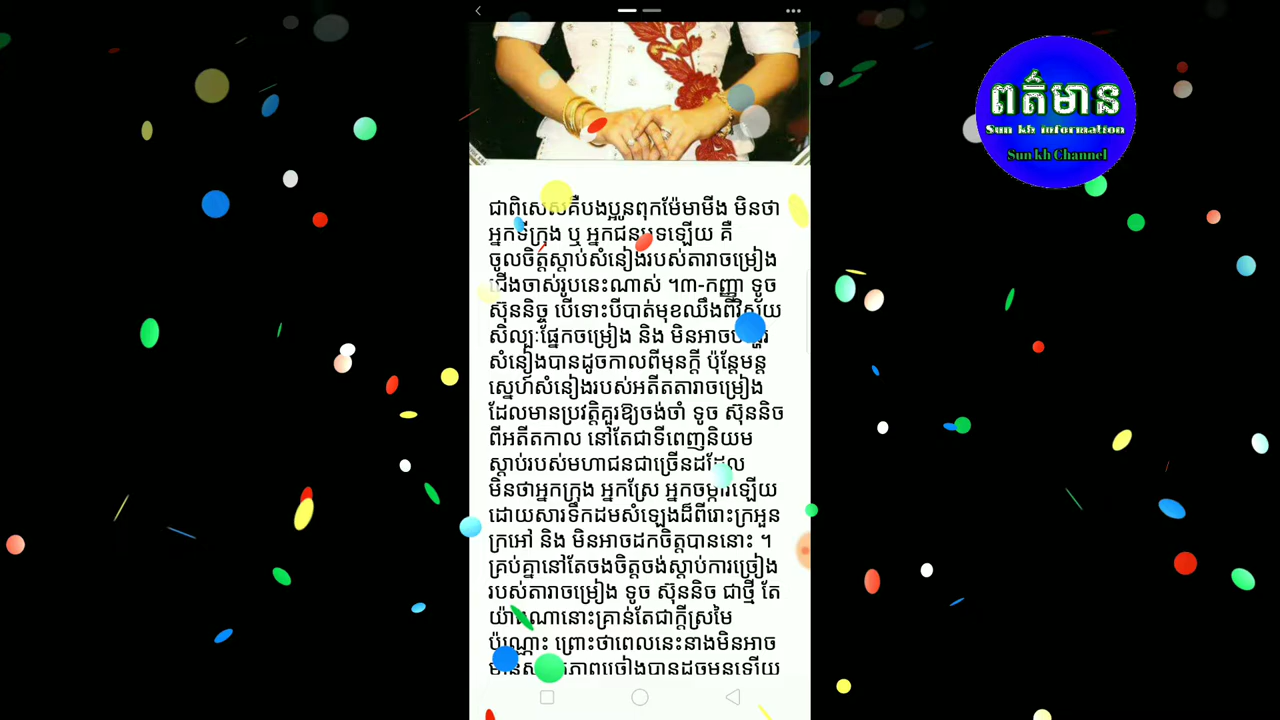 ពត៌មាន
Sun kh information
Sun kh Channel
ជាពិសេសគឺបងប្អូនពុកម៉ែមាមីង មិនថា
អ្នកទីក្រុង ឬ អ្នកជនបទឡើយ គឺ
ចូលចិត្តស្តាប់សំនៀងរបស់តារាចម្រៀង
ជើងចាស់រូបនេះណាស់ ។៣-កញ្ញា ទូច
ស៊ុននិច្ច បើទោះបីបាត់មុខឈឹងពីវិស័យ
សិល្បៈផ្នែកចម្រៀង និង មិនអាច
សំនៀងបានដូចកាលពីមុនក្តី ប៉ុន្តែមន្ត
ស្នេហ៍សំនៀងរបស់អតីតតារាចម្រៀង
ដែលមានប្រវត្តិគួរឱ្យចង់ចាំ ទូច ស៊ុននិច
ពីអតីតកាល នៅតែជាទីពេញនិយម
ស្តាប់របស់មហាជនជាច្រើនដដែល
មិនថាអ្នកក្រុង អ្នកស្រែ អ្នកចម្ការឡើយ
ដោយសារទឹកដមសំឡេងដ៏ពីរោះក្រអួន
ក្រអៅ និង មិនអាចដកចិត្តបាននោះ ។
គ្រប់គ្នានៅតែចងចិត្តចង់ស្តាប់ការច្រៀង
របស់តារាចម្រៀង ទូច ស៊ុននិច ជាថ្មី តែ
យ៉ាងណានោះគ្រាន់តែជាក្តីស្រមៃ
ប៉ុណ្ណោះ ព្រោះថាពេលនេះនាងមិនអាច